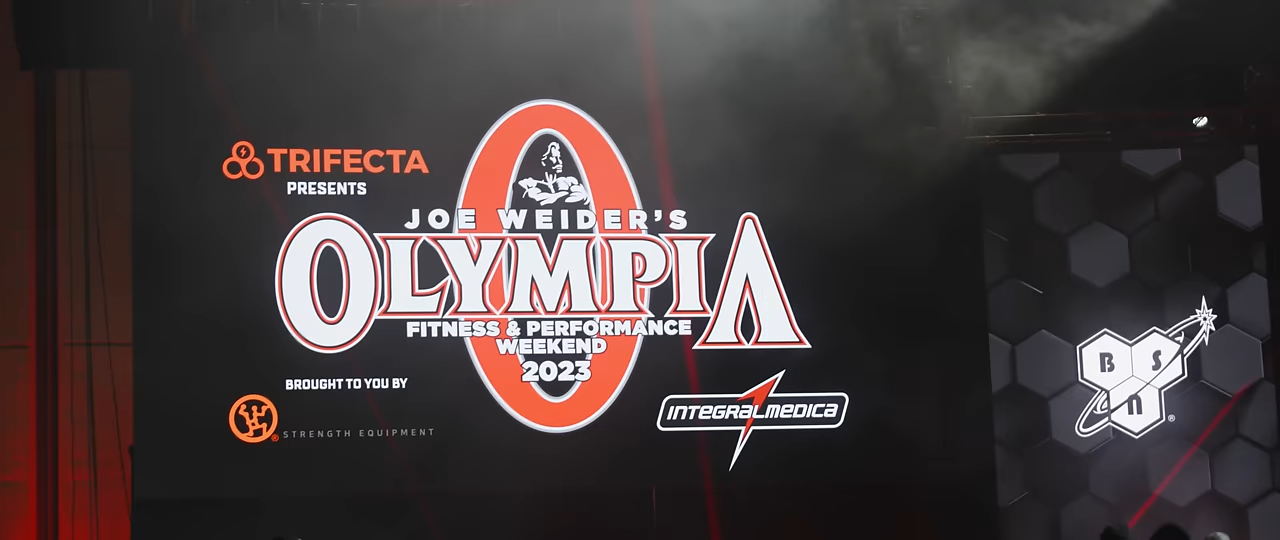 TRIFECTA
PRESENTS
JOE WEIDER'S
OLYMPIA
FITNESS & PERFORMANCE
WEEKEND
2023
BROUGHT TO YOU BY
® STRENGTH EQUIPMENT
INTEGRALMEDICA
B S
n ®